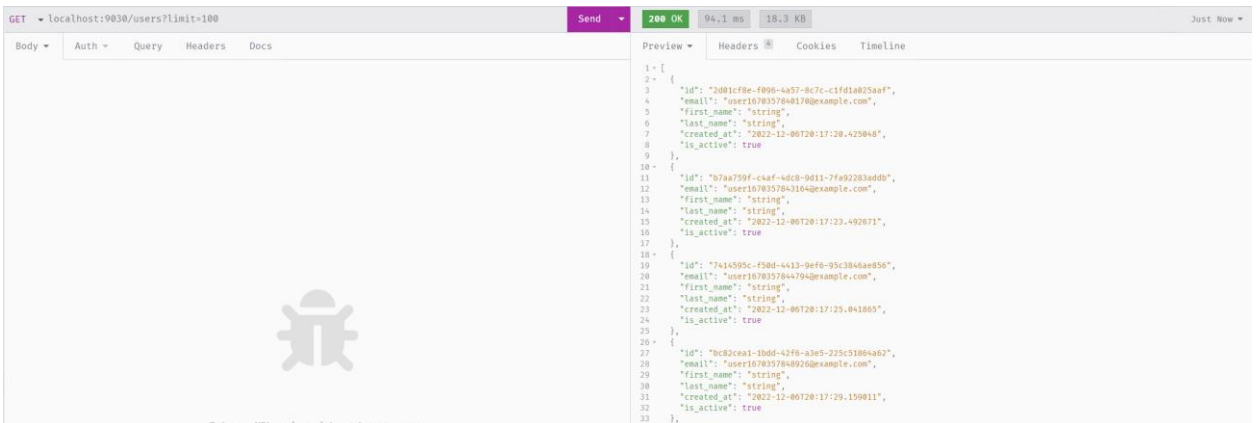 GET localhost:9030/users?limit=100 Send 200 OK 94.1 ms 18.3 KB Just Now
Body Auth Query Headers Docs Preview Headers 4 Cookies Timeline
1 [
2 {
3 "id": "2d01cf8e-f096-4a57-8c7c-c1fd1a025aaf",
4 "email": "user1670357840170@example.com",
5 "first_name": "string",
6 "last_name": "string",
7 "created_at": "2022-12-06T20:17:20.425048",
8 "is_active": true
9 },
10 {
11 "id": "b7aa759f-c4af-4dc8-9d11-7fa92283addb",
12 "email": "user1670357843164@example.com",
13 "first_name": "string",
14 "last_name": "string",
15 "created_at": "2022-12-06T20:17:23.492671",
16 "is_active": true
17 },
18 {
19 "id": "7414595c-f50d-4413-9ef6-95c3846ae856",
20 "email": "user1670357844794@example.com",
21 "first_name": "string",
22 "last_name": "string",
23 "created_at": "2022-12-06T20:17:25.041865",
24 "is_active": true
25 },
26 {
27 "id": "bc82cea1-1bdd-42f6-a3e5-225c51864a62",
28 "email": "user1670357848926@example.com",
29 "first_name": "string",
30 "last_name": "string",
31 "created_at": "2022-12-06T20:17:29.159011",
32 "is_active": true
33 },